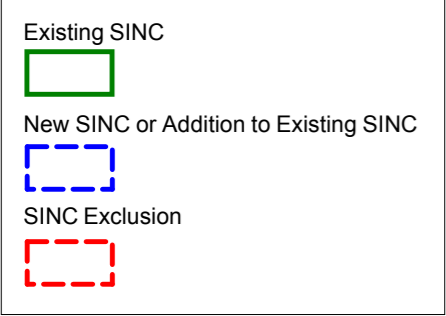 Existing SINC
New SINC or Addition to Existing SINC
SINC Exclusion